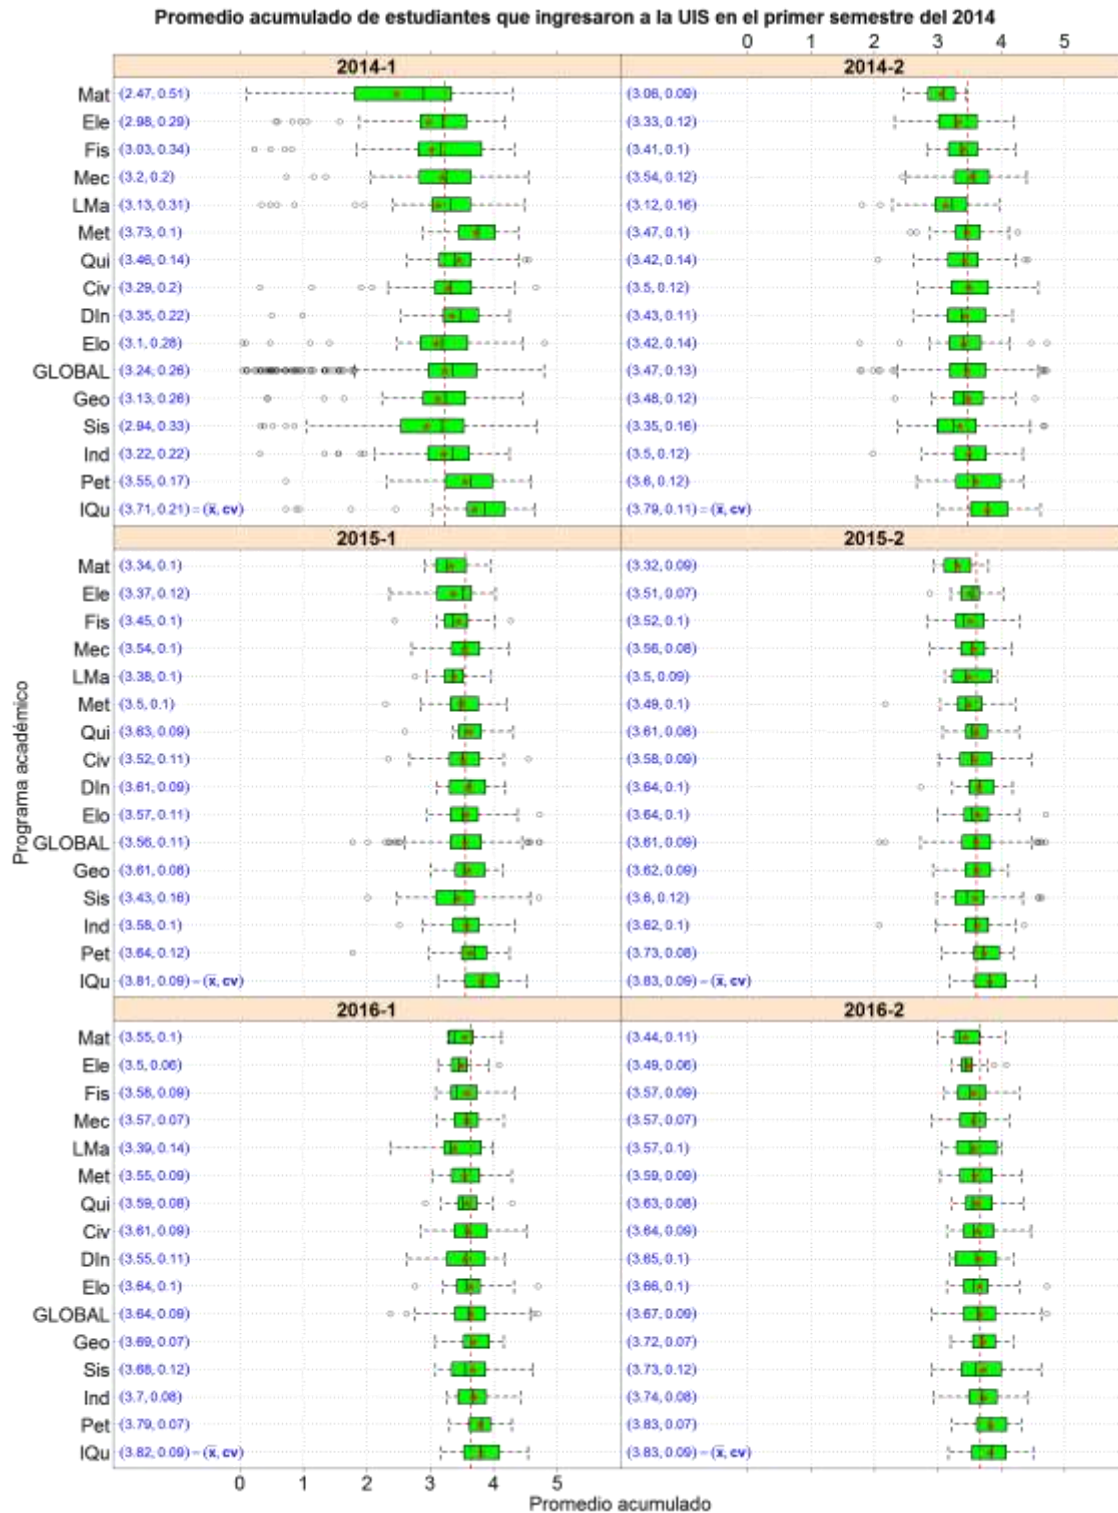 Promedio acumulado de estudiantes que ingresaron a la UIS en el primer semestre del 2014
0 1 2 3 4 5
2014-1 2014-2
Mat (2.47, 0.51) (3.06, 0.09)
Ele (2.98, 0.29) (3.33, 0.12)
Fis (3.03, 0.34) (3.41, 0.1)
Mec (3.2, 0.2) (3.54, 0.12)
LMa (3.13, 0.31) (3.12, 0.16)
Met (3.73, 0.1) (3.47, 0.1)
Qui (3.46, 0.14) (3.42, 0.14)
Civ (3.29, 0.2) (3.5, 0.12)
DIn (3.35, 0.22) (3.43, 0.11)
Elo (3.1, 0.28) (3.42, 0.14)
GLOBAL (3.24, 0.26) (3.47, 0.13)
Geo (3.13, 0.26) (3.48, 0.12)
Sis (2.94, 0.33) (3.35, 0.16)
Ind (3.22, 0.22) (3.5, 0.12)
Pet (3.55, 0.17) (3.6, 0.12)
IQu (3.71, 0.21) = (x̄, cv) (3.79, 0.11) = (x̄, cv)
2015-1 2015-2
Mat (3.34, 0.1) (3.32, 0.09)
Ele (3.37, 0.12) (3.51, 0.07)
Fis (3.45, 0.1) (3.52, 0.1)
Mec (3.54, 0.1) (3.56, 0.08)
LMa (3.38, 0.1) (3.5, 0.09)
Met (3.5, 0.1) (3.49, 0.1)
Qui (3.63, 0.09) (3.61, 0.08)
Civ (3.52, 0.11) (3.58, 0.09)
DIn (3.61, 0.09) (3.64, 0.1)
Elo (3.57, 0.11) (3.64, 0.1)
Programa académico
GLOBAL (3.56, 0.11) (3.61, 0.09)
Geo (3.61, 0.08) (3.62, 0.09)
Sis (3.43, 0.16) (3.6, 0.12)
Ind (3.58, 0.1) (3.62, 0.1)
Pet (3.64, 0.12) (3.73, 0.08)
IQu (3.81, 0.09) = (x̄, cv) (3.83, 0.09) = (x̄, cv)
2016-1 2016-2
Mat (3.55, 0.1) (3.44, 0.11)
Ele (3.5, 0.06) (3.49, 0.06)
Fis (3.58, 0.09) (3.57, 0.09)
Mec (3.57, 0.07) (3.57, 0.07)
LMa (3.39, 0.14) (3.57, 0.1)
Met (3.55, 0.09) (3.59, 0.09)
Qui (3.59, 0.08) (3.63, 0.08)
Civ (3.61, 0.09) (3.64, 0.09)
DIn (3.55, 0.11) (3.65, 0.1)
Elo (3.64, 0.1) (3.66, 0.1)
GLOBAL (3.64, 0.09) (3.67, 0.09)
Geo (3.69, 0.07) (3.72, 0.07)
Sis (3.68, 0.12) (3.73, 0.12)
Ind (3.7, 0.08) (3.74, 0.08)
Pet (3.79, 0.07) (3.83, 0.07)
IQu (3.82, 0.09) = (x̄, cv) (3.83, 0.09) = (x̄, cv)
0 1 2 3 4 5
Promedio acumulado